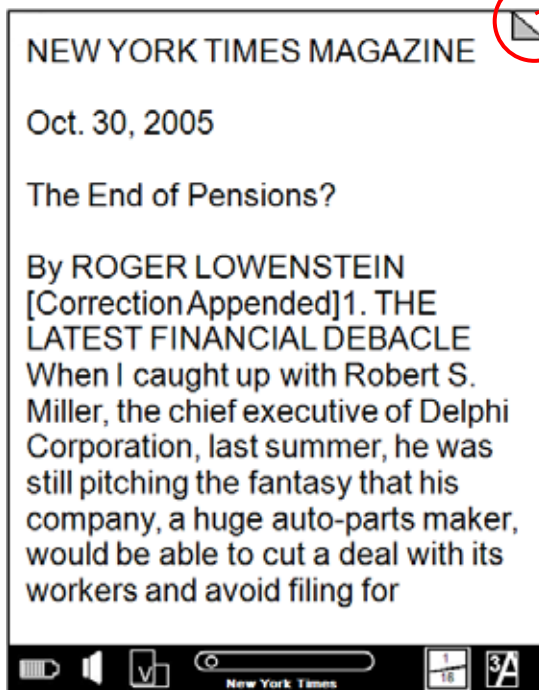 NEW YORK TIMES MAGAZINE
Oct. 30, 2005
The End of Pensions?
By ROGER LOWENSTEIN
[Correction Appended]1. THE
LATEST FINANCIAL DEBACLE
When I caught up with Robert S.
Miller, the chief executive of Delphi
Corporation, last summer, he was
still pitching the fantasy that his
company, a huge auto-parts maker,
would be able to cut a deal with its
workers and avoid filing for
V
New York Times
1
18
3A